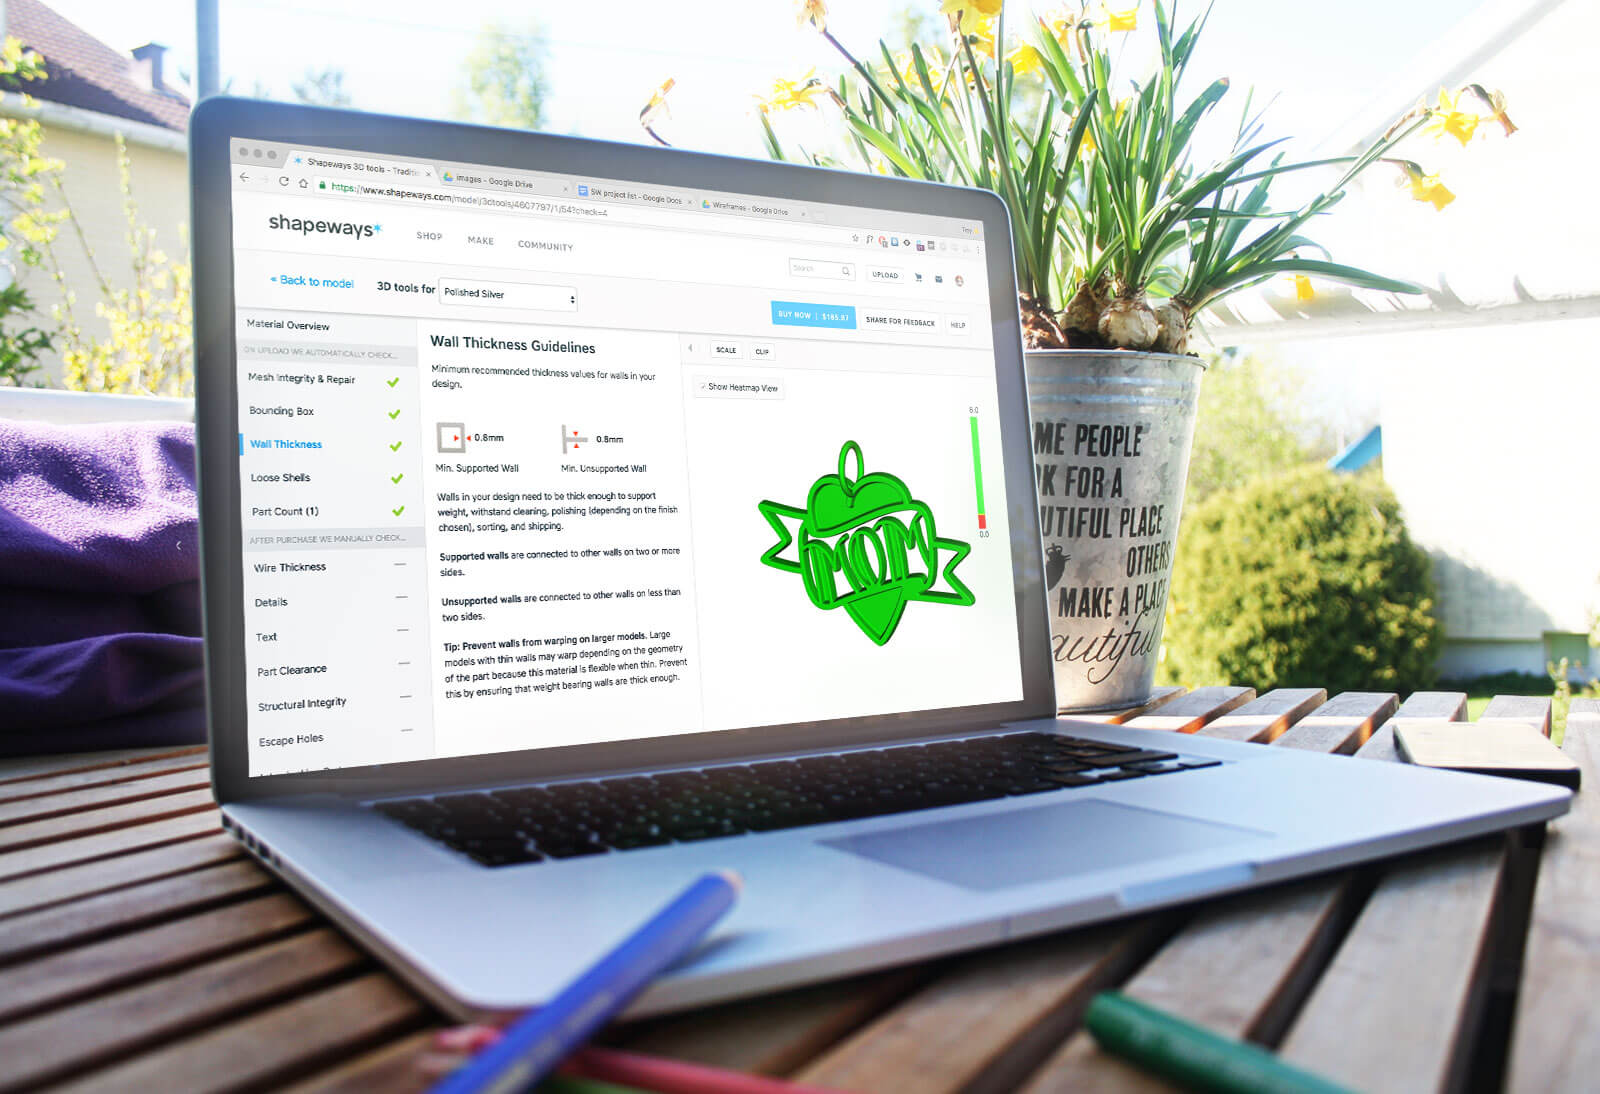 Shapeways 3D tools - Traditio
images - Google Drive
SW project list - Google Docs
Wireframes - Google Drive
Troy
https://www.shapeways.com/model/3dtools/4607797/1/54?check=4
shapeways*
SHOP
MAKE
COMMUNITY
Search
UPLOAD
« Back to model
3D tools for
Polished Silver
BUY NOW | $185.97
SHARE FOR FEEDBACK
HELP
Material Overview
ON UPLOAD WE AUTOMATICALLY CHECK...
Mesh Integrity & Repair
Bounding Box
Wall Thickness
Loose Shells
Part Count (1)
AFTER PURCHASE WE MANUALLY CHECK...
Wire Thickness
Details
Text
Part Clearance
Structural Integrity
Escape Holes
Wall Thickness Guidelines
Minimum recommended thickness values for walls in your
design.
0.8mm
Min. Supported Wall
0.8mm
Min. Unsupported Wall
Walls in your design need to be thick enough to support
weight, withstand cleaning, polishing (depending on the finish
chosen), sorting, and shipping.
Supported walls are connected to other walls on two or more
sides.
Unsupported walls are connected to other walls on less than
two sides.
Tip: Prevent walls from warping on larger models. Large
models with thin walls may warp depending on the geometry
of the part because this material is flexible when thin. Prevent
this by ensuring that weight bearing walls are thick enough.
SCALE
CLIP
Show Heatmap View
6.0
0.0
MOM
ME PEOPLE
K FOR A
UTIFUL PLACE
OTHERS
MAKE A PLAC
autiful